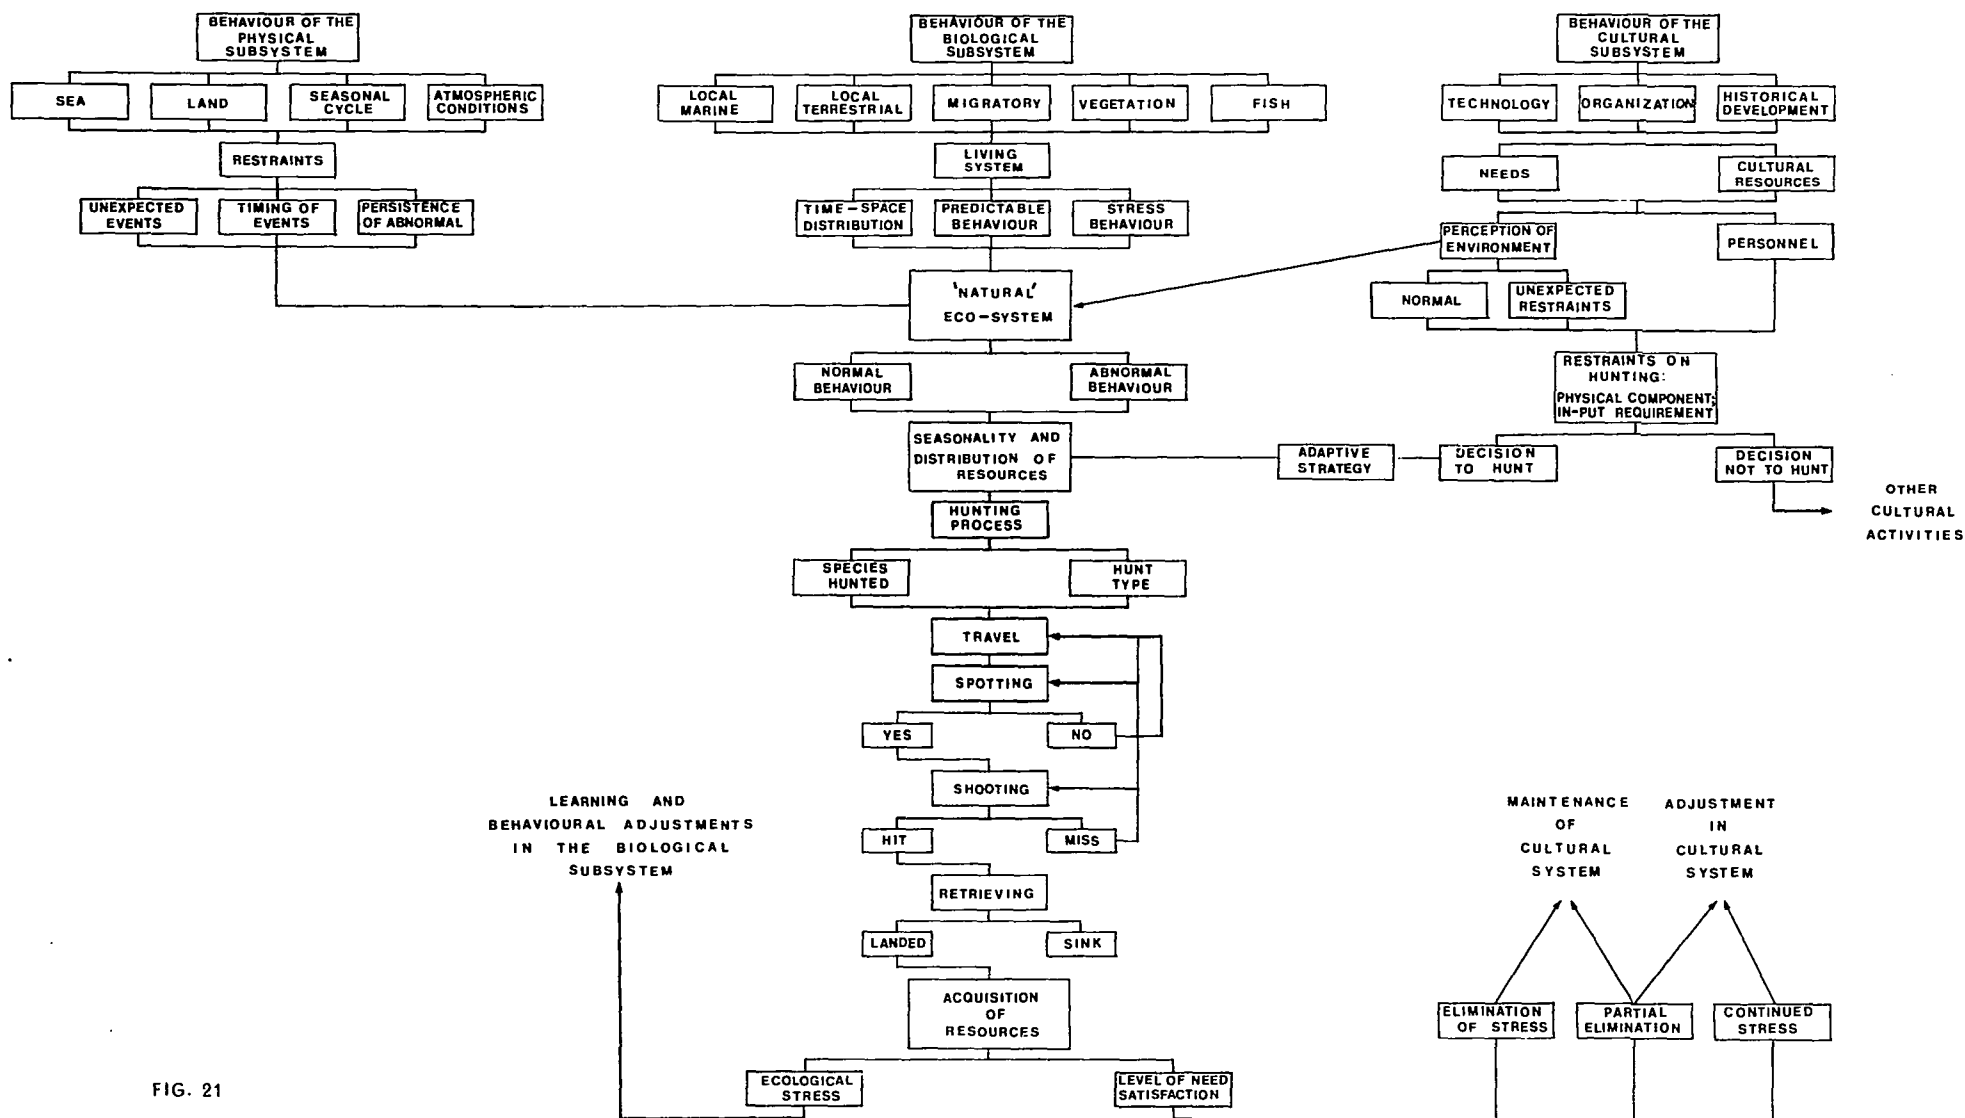 BEHAVIOUR OF THE
PHYSICAL
SUBSYSTEM
SEA
LAND
SEASONAL
CYCLE
ATMOSPHERIC
CONDITIONS
RESTRAINTS
UNEXPECTED
EVENTS
TIMING OF
EVENTS
PERSISTENCE
OF ABNORMAL
BEHAVIOUR OF THE
BIOLOGICAL
SUBSYSTEM
LOCAL
MARINE
LOCAL
TERRESTRIAL
MIGRATORY
VEGETATION
FISH
LIVING
SYSTEM
TIME-SPACE
DISTRIBUTION
PREDICTABLE
BEHAVIOUR
STRESS
BEHAVIOUR
BEHAVIOUR OF THE
CULTURAL
SUBSYSTEM
TECHNOLOGY
ORGANIZATION
HISTORICAL
DEVELOPMENT
NEEDS
CULTURAL
RESOURCES
PERCEPTION OF
ENVIRONMENT
PERSONNEL
NORMAL
UNEXPECTED
RESTRAINTS
'NATURAL'
ECO-SYSTEM
NORMAL
BEHAVIOUR
ABNORMAL
BEHAVIOUR
RESTRAINTS ON
HUNTING:
PHYSICAL COMPONENT;
IN-PUT REQUIREMENT
SEASONALITY AND
DISTRIBUTION OF
RESOURCES
ADAPTIVE
STRATEGY
DECISION
TO HUNT
DECISION
NOT TO HUNT
OTHER
CULTURAL
ACTIVITIES
HUNTING
PROCESS
SPECIES
HUNTED
HUNT
TYPE
TRAVEL
SPOTTING
YES
NO
SHOOTING
HIT
MISS
RETRIEVING
LANDED
SINK
ACQUISITION
OF
RESOURCES
ECOLOGICAL
STRESS
LEVEL OF NEED
SATISFACTION
LEARNING AND
BEHAVIOURAL ADJUSTMENTS
IN THE BIOLOGICAL
SUBSYSTEM
MAINTENANCE
OF
CULTURAL
SYSTEM
ADJUSTMENT
IN
CULTURAL
SYSTEM
ELIMINATION
OF STRESS
PARTIAL
ELIMINATION
CONTINUED
STRESS
FIG. 21